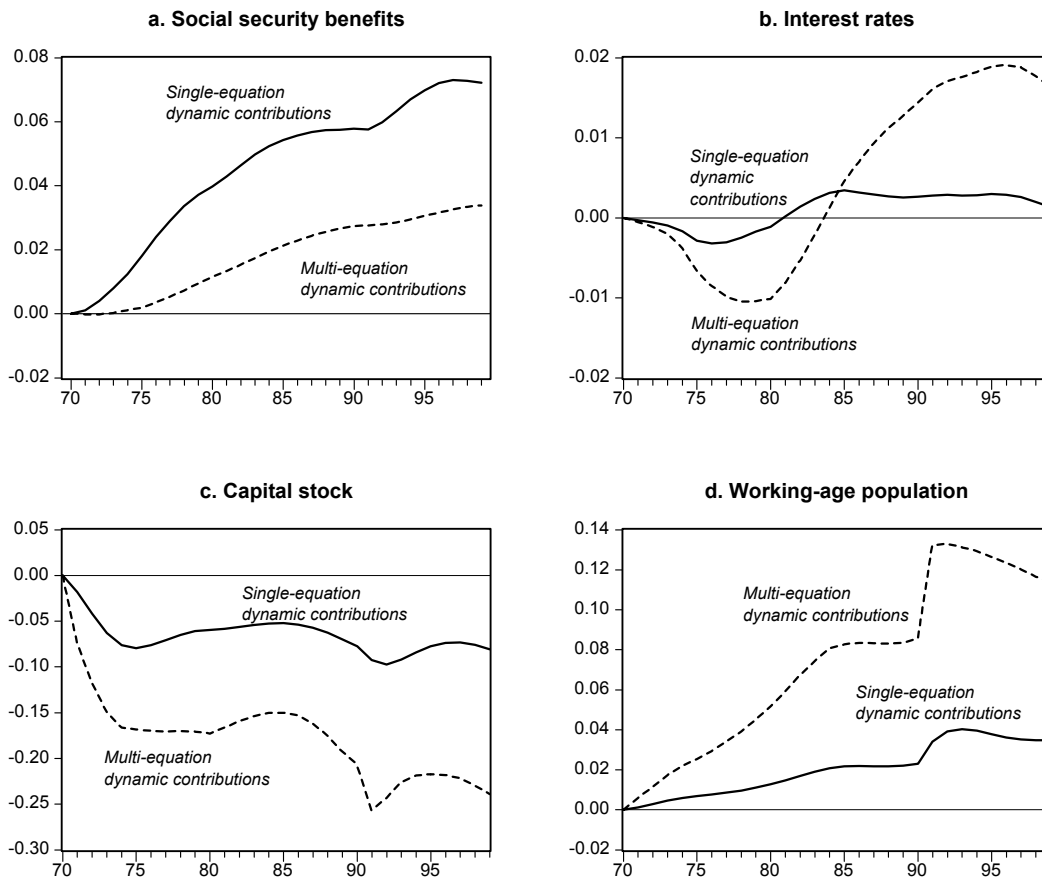 a. Social security benefits
0.08
0.06
0.04
0.02
0.00
-0.02
Single-equation
dynamic contributions
Multi-equation
dynamic contributions
70 75 80 85 90 95
b. Interest rates
0.02
0.01
0.00
-0.01
-0.02
Single-equation
dynamic
contributions
Multi-equation
dynamic contributions
70 75 80 85 90 95
c. Capital stock
0.05
0.00
-0.05
-0.10
-0.15
-0.20
-0.25
-0.30
Single-equation
dynamic contributions
Multi-equation
dynamic contributions
70 75 80 85 90 95
d. Working-age population
0.14
0.12
0.10
0.08
0.06
0.04
0.02
0.00
-0.02
Multi-equation
dynamic contributions
Single-equation
dynamic contributions
70 75 80 85 90 95